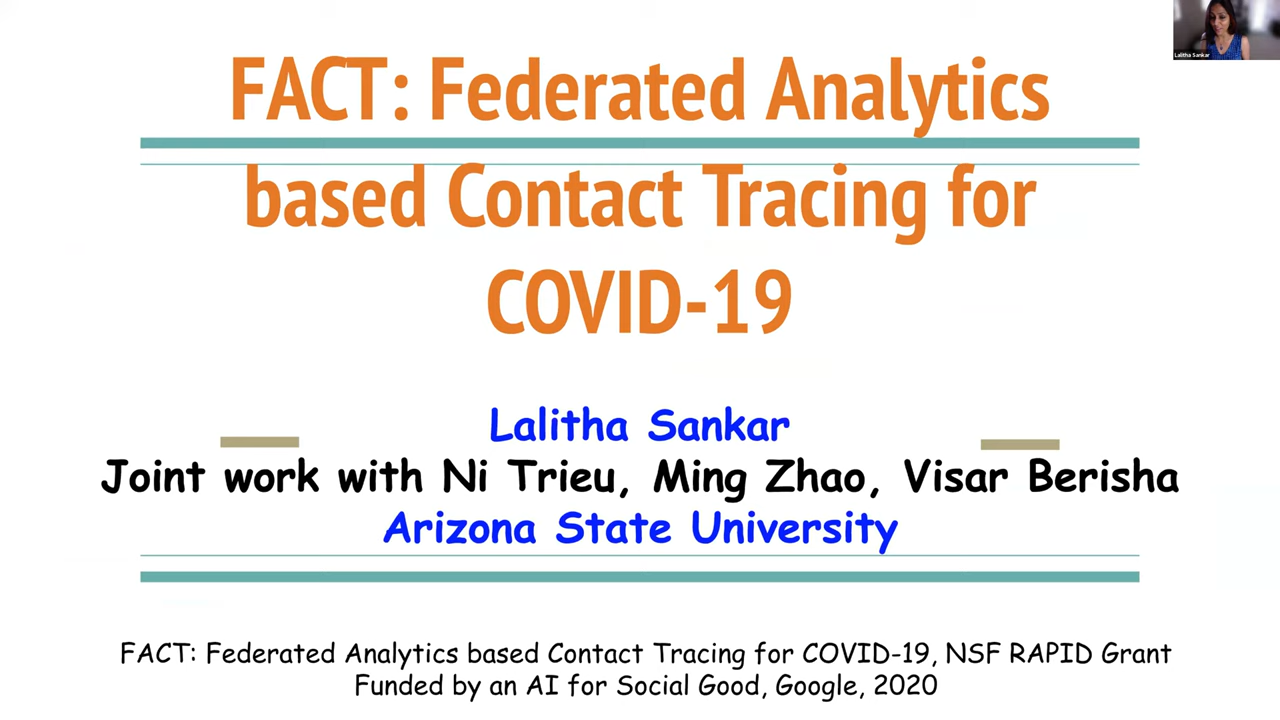 Lalitha Sankar
FACT: Federated Analytics
based Contact Tracing for
COVID-19
Lalitha Sankar
Joint work with Ni Trieu, Ming Zhao, Visar Berisha
Arizona State University
FACT: Federated Analytics based Contact Tracing for COVID-19, NSF RAPID Grant
Funded by an AI for Social Good, Google, 2020